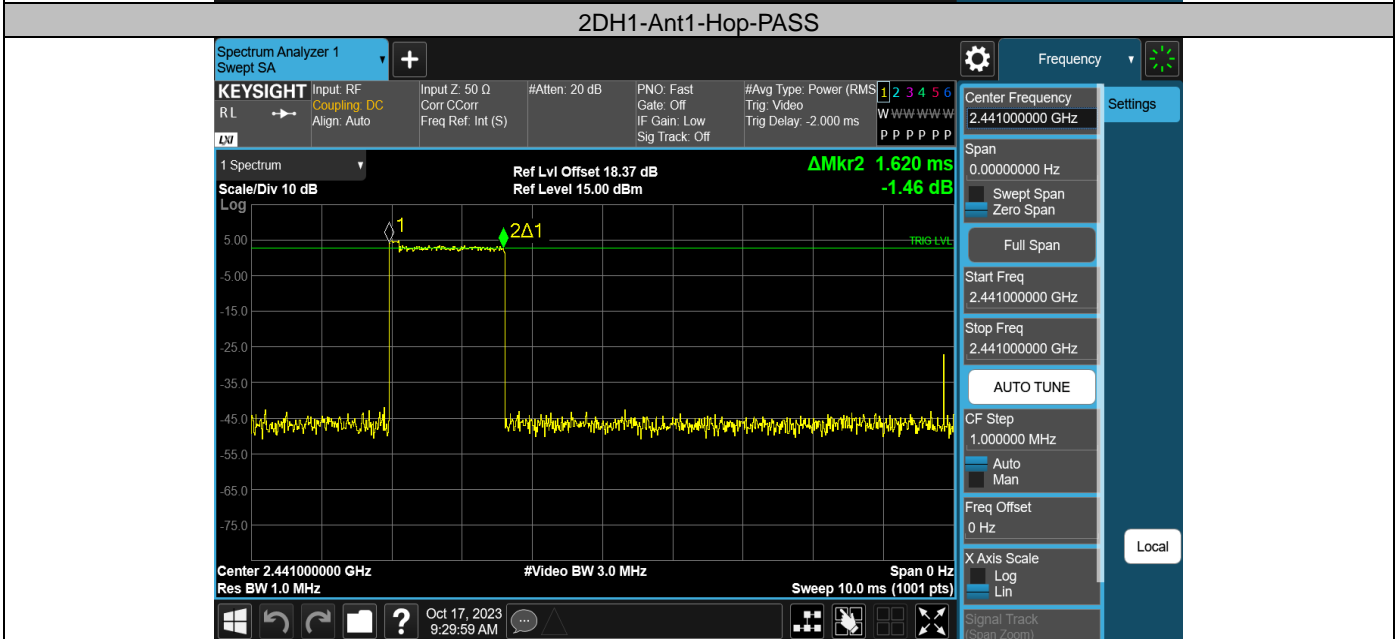 2DH1-Ant1-Hop-PASS
Spectrum Analyzer 1
Swept SA
+
Frequency
KEYSIGHT
RL
LXI
Input: RF
Coupling: DC
Align: Auto
Input Z: 50 Ω
Corr CCorr
Freq Ref: Int (S)
#Atten: 20 dB
PNO: Fast
Gate: Off
IF Gain: Low
Sig Track: Off
#Avg Type: Power (RMS
Trig: Video
Trig Delay: -2.000 ms
1 2 3 4 5 6
W W W W W W
P P P P P P
1 Spectrum
Scale/Div 10 dB
Log
Ref Lvl Offset 18.37 dB
Ref Level 15.00 dBm
ΔMkr2 1.620 ms
-1.46 dB
1
2Δ1
TRIG LVL
5.00
-5.00
-15.0
-25.0
-35.0
-45.0
-55.0
-65.0
-75.0
Center 2.441000000 GHz
Res BW 1.0 MHz
#Video BW 3.0 MHz
Span 0 Hz
Sweep 10.0 ms (1001 pts)
Center Frequency
2.441000000 GHz
Settings
Span
0.00000000 Hz
Swept Span
Zero Span
Full Span
Start Freq
2.441000000 GHz
Stop Freq
2.441000000 GHz
AUTO TUNE
CF Step
1.000000 MHz
Auto
Man
Freq Offset
0 Hz
X Axis Scale
Log
Lin
Signal Track
(Span Zoom)
Local
?
Oct 17, 2023
9:29:59 AM